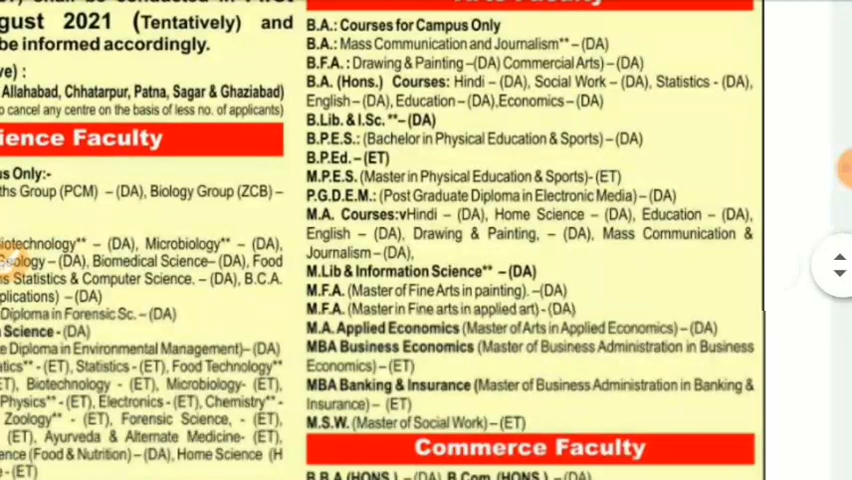 gust 2021 (Tentatively) and
be informed accordingly.
ve) :
Allahabad, Chhatarpur, Patna, Sagar & Ghaziabad)
to cancel any centre on the basis of less no. of applicants)
ience Faculty
us Only:-
ths Group (PCM) – (DA), Biology Group (ZCB) –
iotechnology** – (DA), Microbiology** – (DA),
eology – (DA), Biomedical Science– (DA), Food
ms Statistics & Computer Science. – (DA), B.C.A.
plications) – (DA)
Diploma in Forensic Sc. – (DA)
n Science - (DA)
e Diploma in Environmental Management)– (DA)
atics** - (ET), Statistics - (ET), Food Technology**
ET), Biotechnology - (ET), Microbiology- (ET),
Physics** - (ET), Electronics - (ET), Chemistry** -
Zoology** - (ET), Forensic Science, - (ET),
(ET), Ayurveda & Alternate Medicine- (ET),
ence (Food & Nutrition) – (DA), Home Science (H
e - (ET)
B.A.: Courses for Campus Only
B.A.: Mass Communication and Journalism** – (DA)
B.F.A. : Drawing & Painting –(DA) Commercial Arts) – (DA)
B.A. (Hons.) Courses: Hindi – (DA), Social Work – (DA), Statistics - (DA),
English – (DA), Education – (DA),Economics – (DA)
B.Lib. & I.Sc. **– (DA)
B.P.E.S.: (Bachelor in Physical Education & Sports) – (DA)
B.P.Ed. – (ET)
M.P.E.S. (Master in Physical Education & Sports)- (ET)
P.G.D.E.M.: (Post Graduate Diploma in Electronic Media) – (DA)
M.A. Courses:vHindi – (DA), Home Science – (DA), Education – (DA),
English – (DA), Drawing & Painting, – (DA), Mass Communication &
Journalism – (DA),
M.Lib & Information Science** – (DA)
M.F.A. (Master of Fine Arts in painting). –(DA)
M.F.A. (Master in Fine arts in applied art) - (DA)
M.A. Applied Economics (Master of Arts in Applied Economics) – (DA)
MBA Business Economics (Master of Business Administration in Business
Economics) – (ET)
MBA Banking & Insurance (Master of Business Administration in Banking &
Insurance) – (ET)
M.S.W. (Master of Social Work) – (ET)
Commerce Faculty
B.B.A (HONS.) – (DA) B.Com. (HONS.) – (DA)